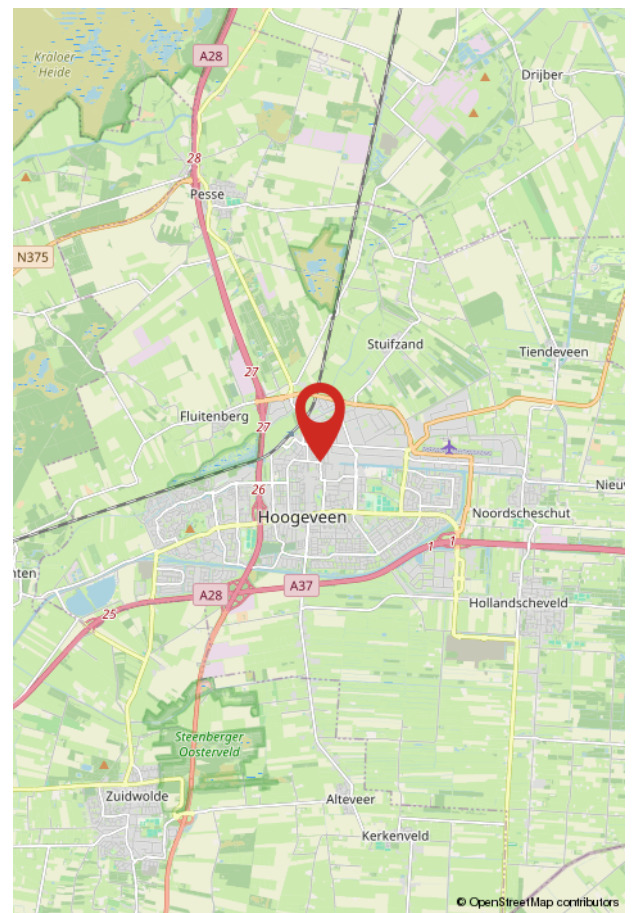 Kraloer
Heide
A28
Drijber
28
Pesse
N375
Stuifzand
Tiendeveen
27
Fluitenberg
27
26
Hoogeveen
Nieuw
Noordscheschut
1
1
nten
A28
A37
25
Hollandscheveld
Steenberger
Oosterveld
Zuidwolde
Alteveer
Kerkenveld
© OpenStreetMap contributors